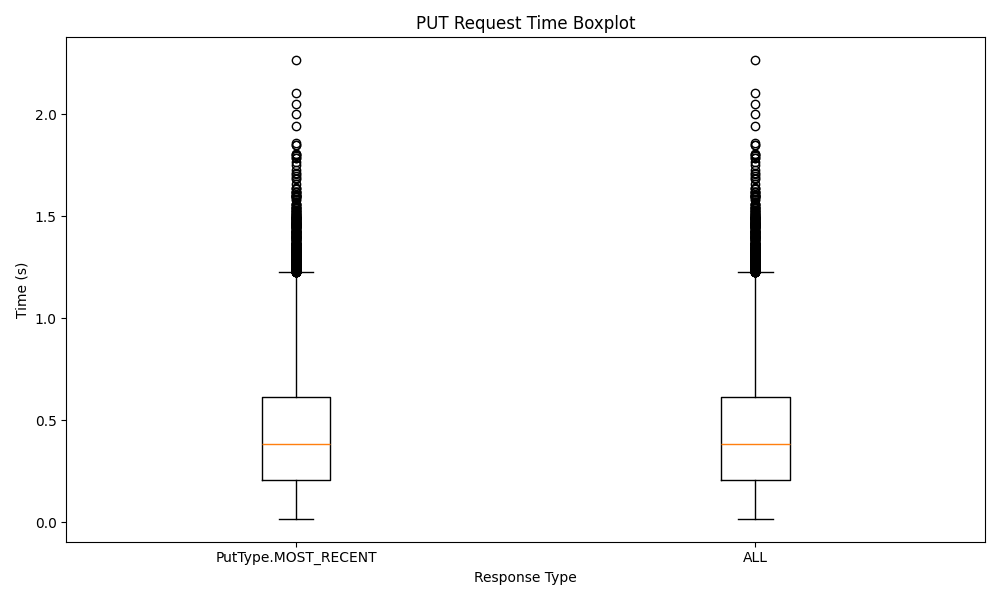 PUT Request Time Boxplot
Time (s)
2.0
1.5
1.0
0.5
0.0
PutType.MOST_RECENT
ALL
Response Type